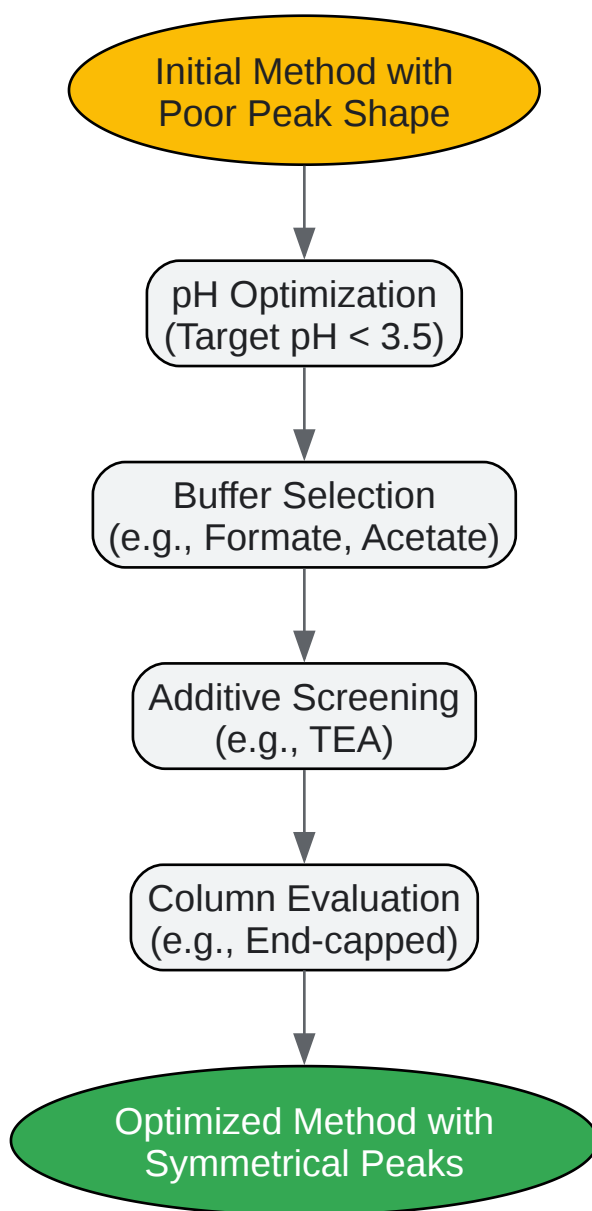 Initial Method with
Poor Peak Shape
pH Optimization
(Target pH < 3.5)
Buffer Selection
(e.g., Formate, Acetate)
Additive Screening
(e.g., TEA)
Column Evaluation
(e.g., End-capped)
Optimized Method with
Symmetrical Peaks